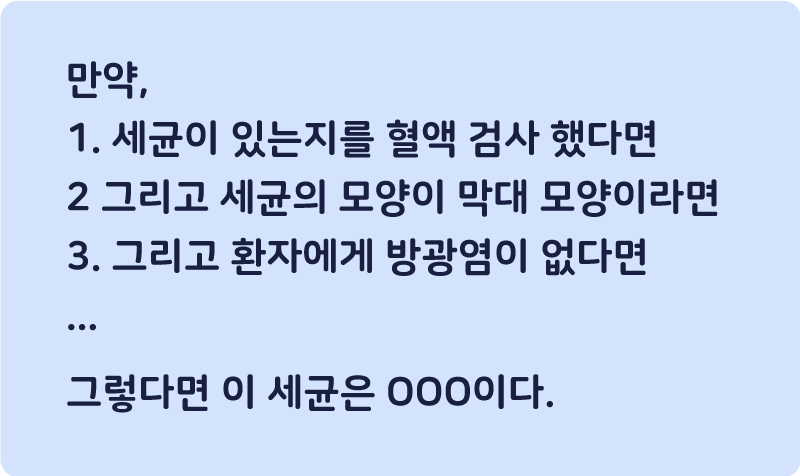 만약,
1. 세균이 있는지를 혈액 검사 했다면
2 그리고 세균의 모양이 막대 모양이라면
3. 그리고 환자에게 방광염이 없다면
...
그렇다면 이 세균은 OOO이다.